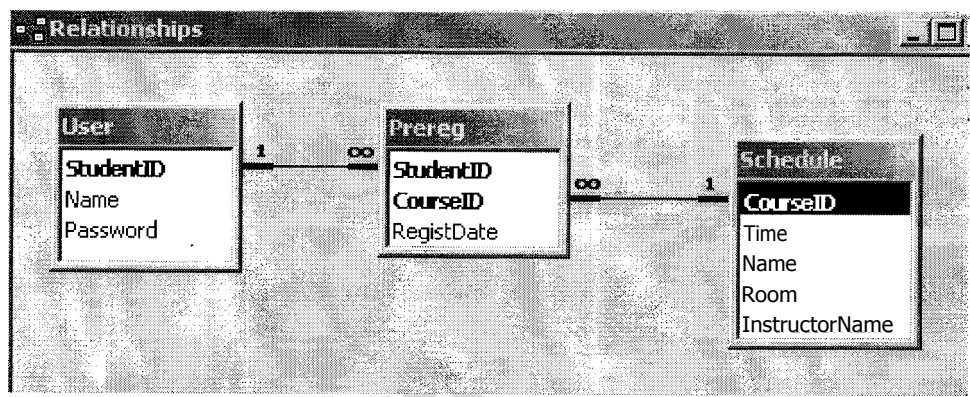 Relationships
User
StudentID
Name
Password
1
∞
Prereg
StudentID
CourseID
RegistDate
∞
1
Schedule
CourseID
Time
Name
Room
InstructorName